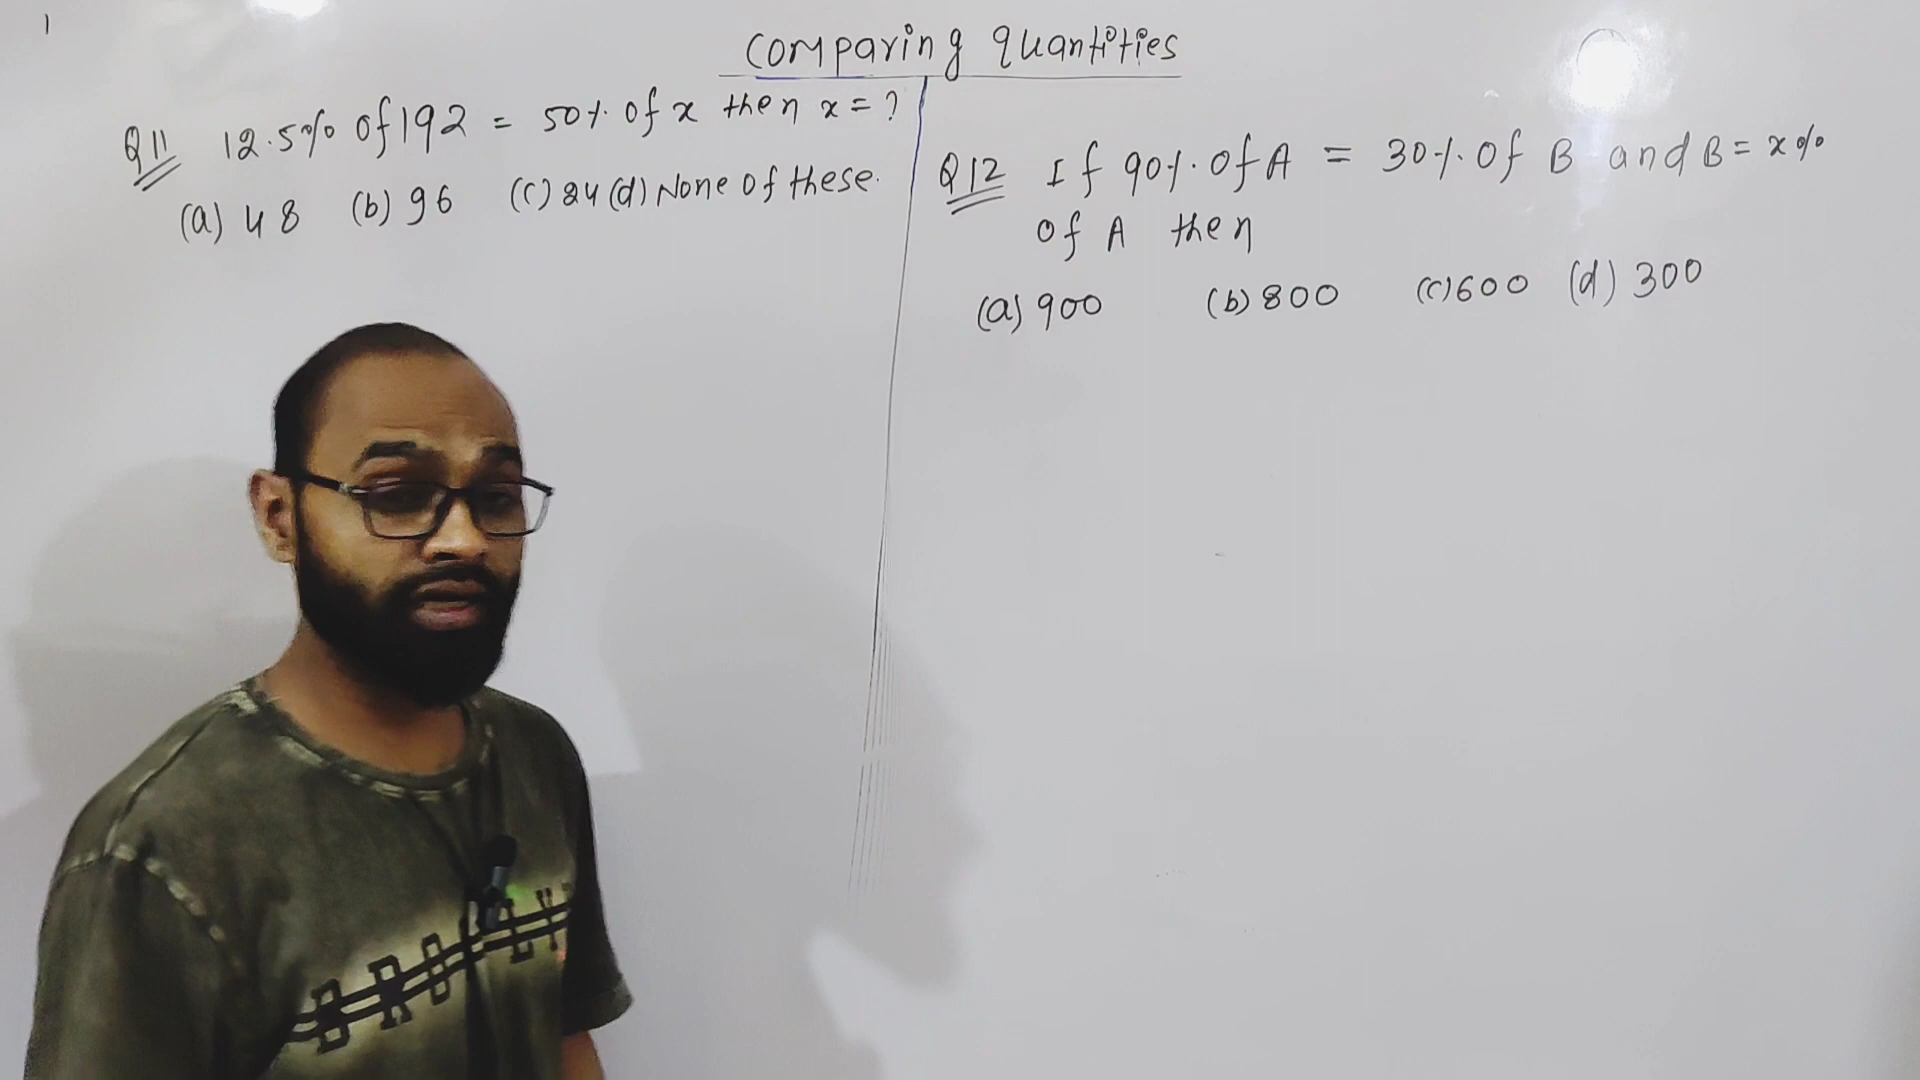 1
Comparing quantities
Q11 12.5% of 192 = 50% of x then x = ?
(a) 48 (b) 96 (c) 24 (d) None of these.
Q12 If 90% of A = 30% of B and B = x%
of A then
(a) 900 (b) 800 (c) 600 (d) 300